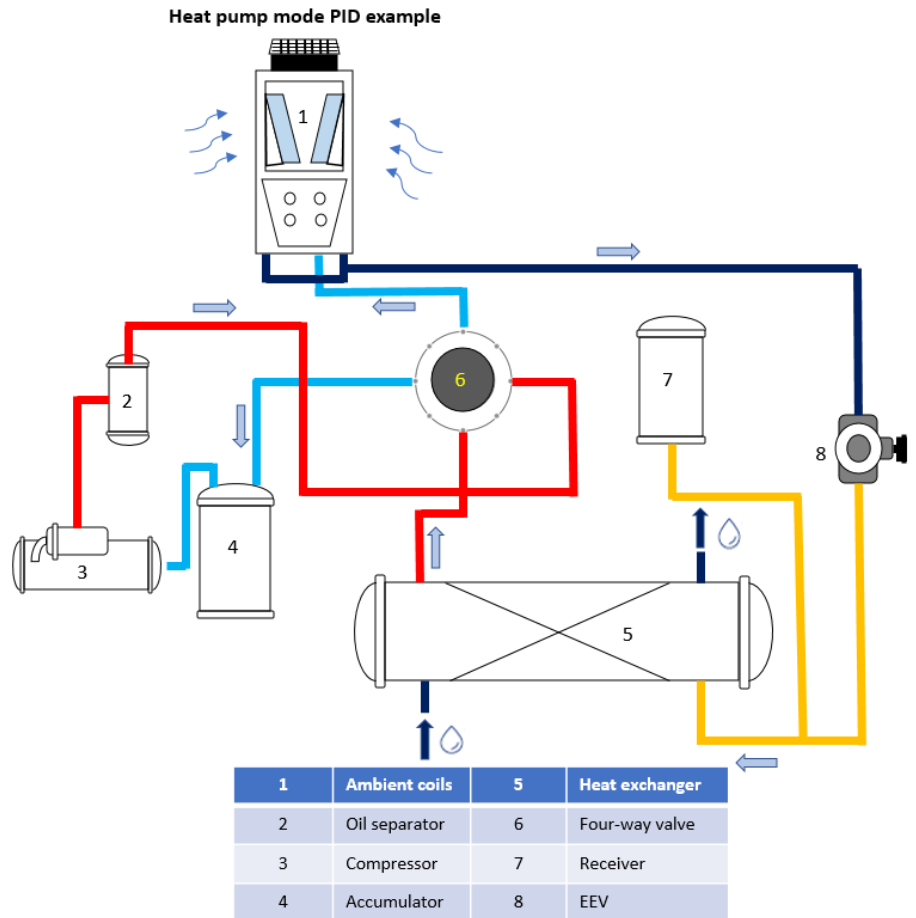 Heat pump mode PID example
1
2
6
7
8
3
4
5
1 Ambient coils 5 Heat exchanger
2 Oil separator 6 Four-way valve
3 Compressor 7 Receiver
4 Accumulator 8 EEV